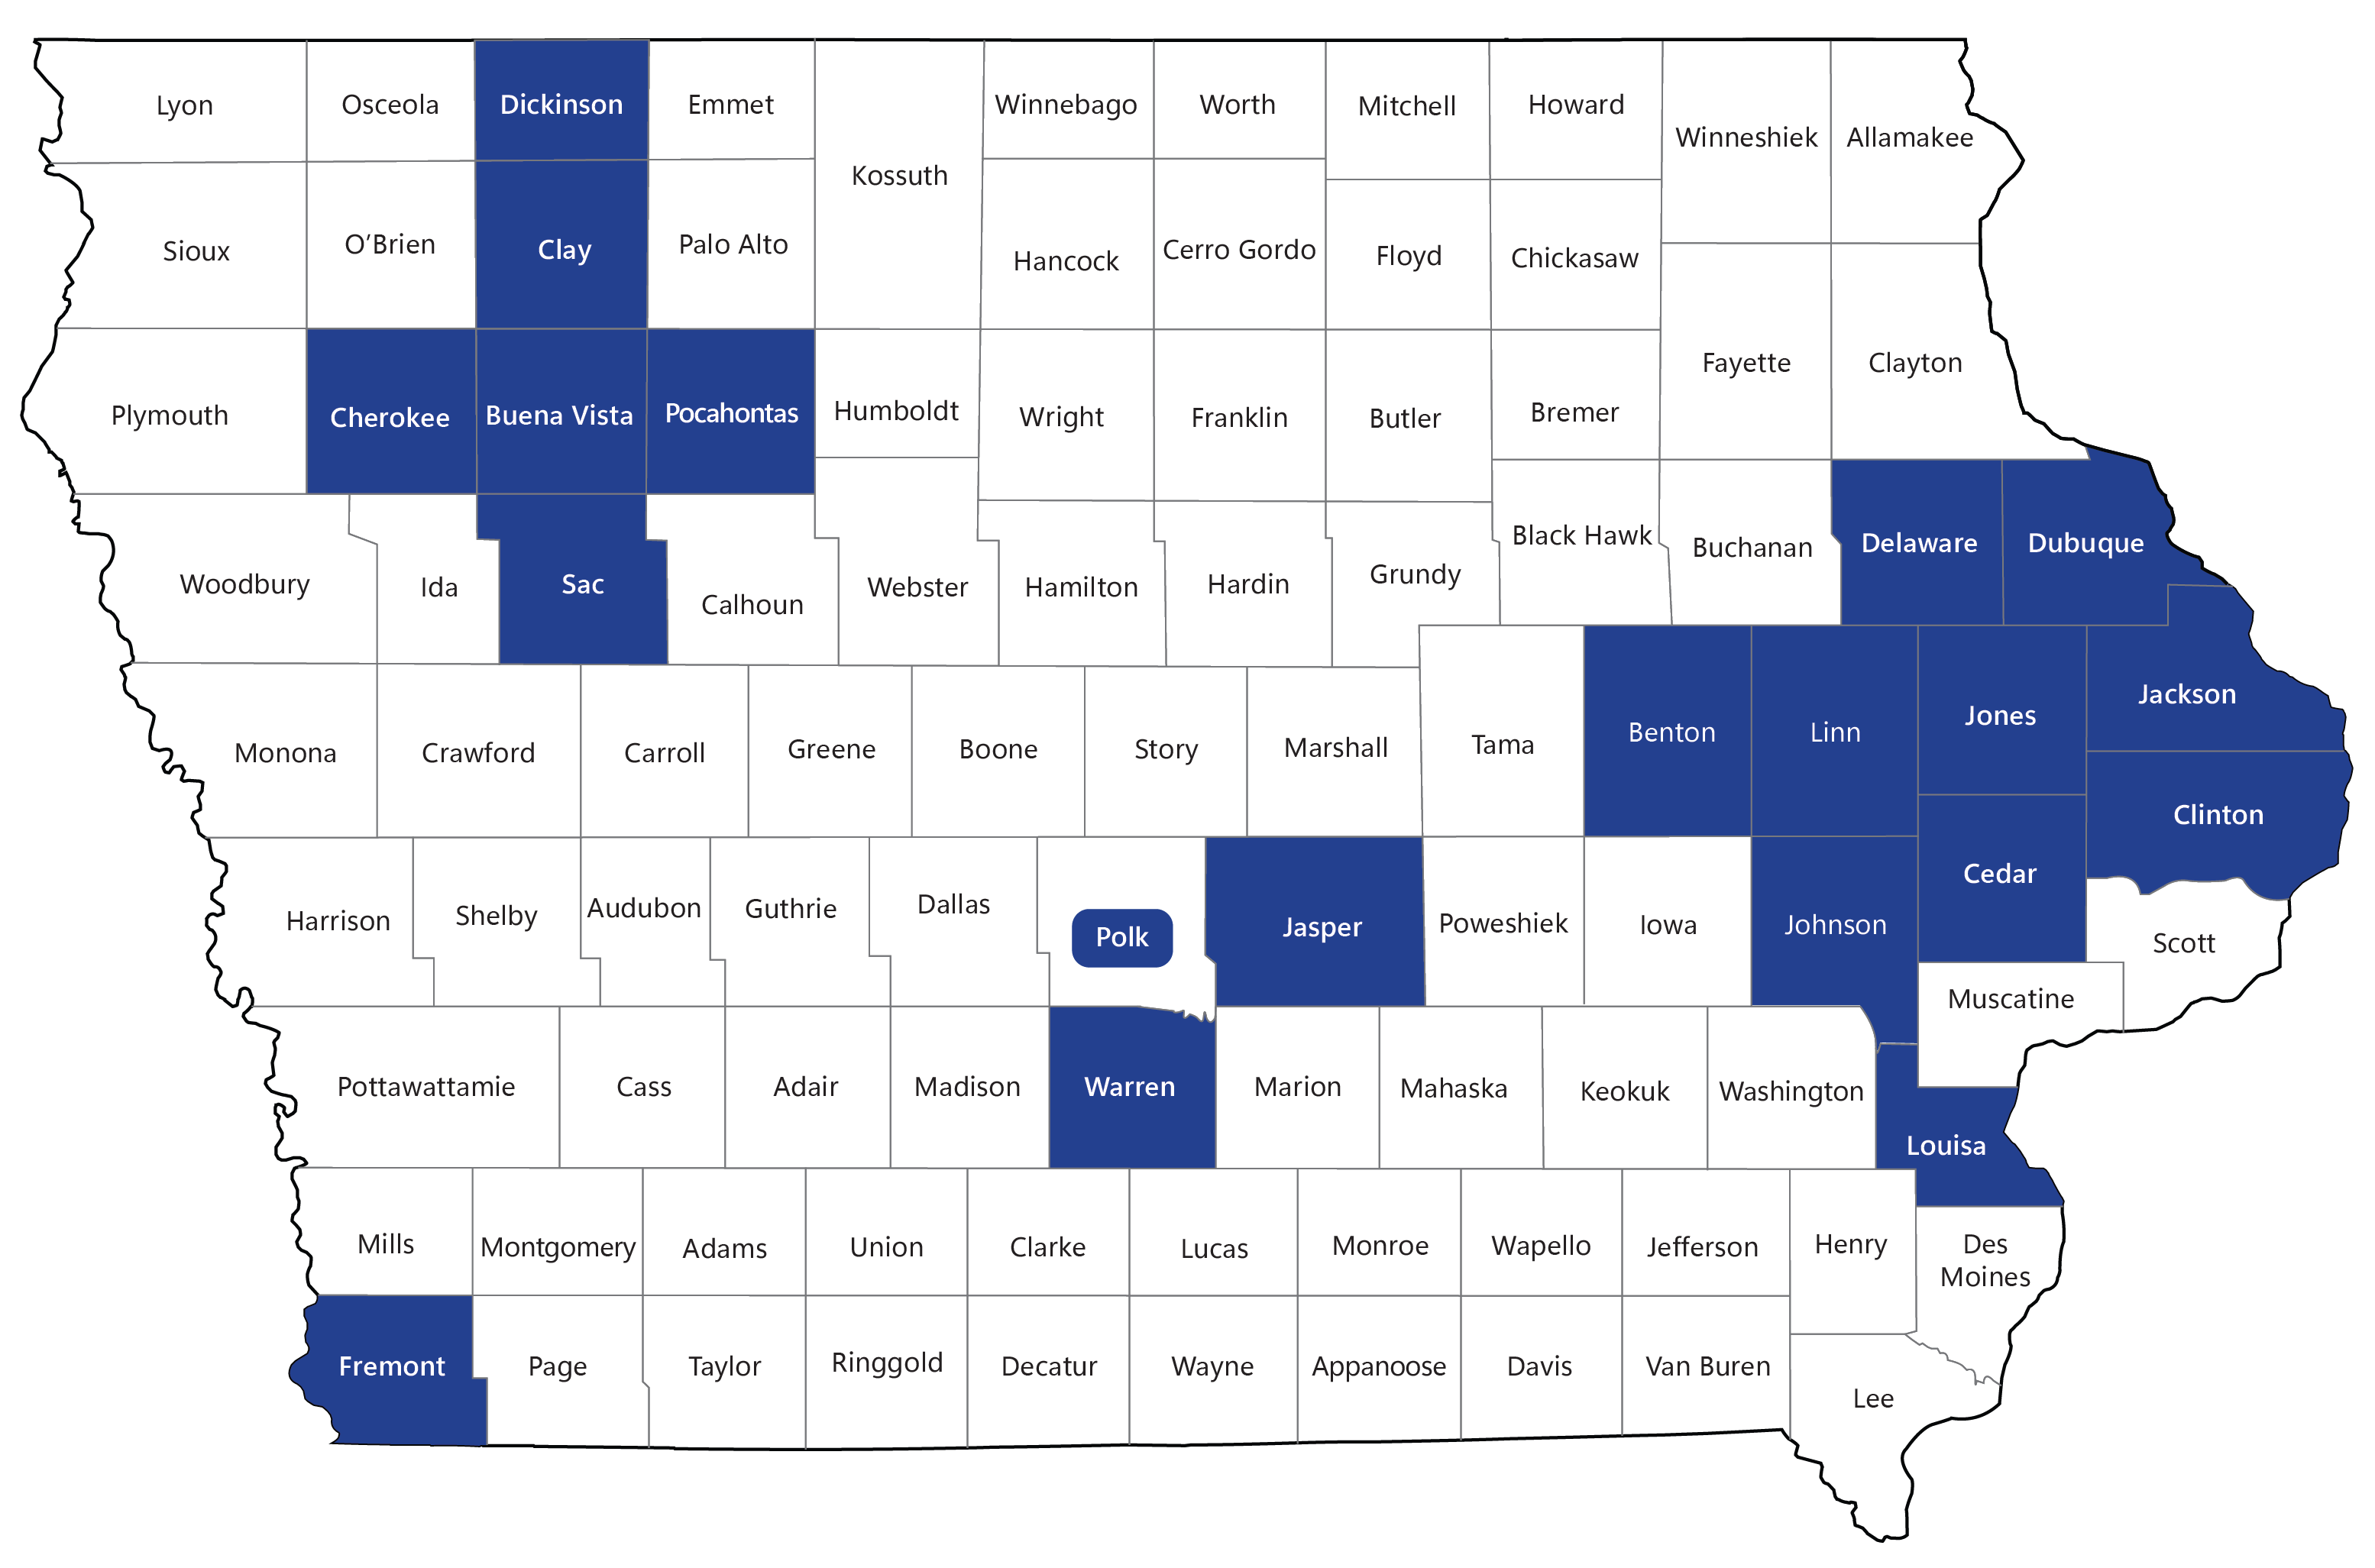 Lyon
Osceola
Dickinson
Emmet
Kossuth
Winnebago
Worth
Mitchell
Howard
Winneshiek
Allamakee
Sioux
O’Brien
Clay
Palo Alto
Hancock
Cerro Gordo
Floyd
Chickasaw
Fayette
Clayton
Plymouth
Cherokee
Buena Vista
Pocahontas
Humboldt
Wright
Franklin
Butler
Bremer
Woodbury
Ida
Sac
Calhoun
Webster
Hamilton
Hardin
Grundy
Black Hawk
Buchanan
Delaware
Dubuque
Monona
Crawford
Carroll
Greene
Boone
Story
Marshall
Tama
Benton
Linn
Jones
Jackson
Clinton
Harrison
Shelby
Audubon
Guthrie
Dallas
Polk
Jasper
Poweshiek
Iowa
Johnson
Cedar
Scott
Muscatine
Pottawattamie
Cass
Adair
Madison
Warren
Marion
Mahaska
Keokuk
Washington
Louisa
Mills
Montgomery
Adams
Union
Clarke
Lucas
Monroe
Wapello
Jefferson
Henry
Des
Moines
Fremont
Page
Taylor
Ringgold
Decatur
Wayne
Appanoose
Davis
Van Buren
Lee